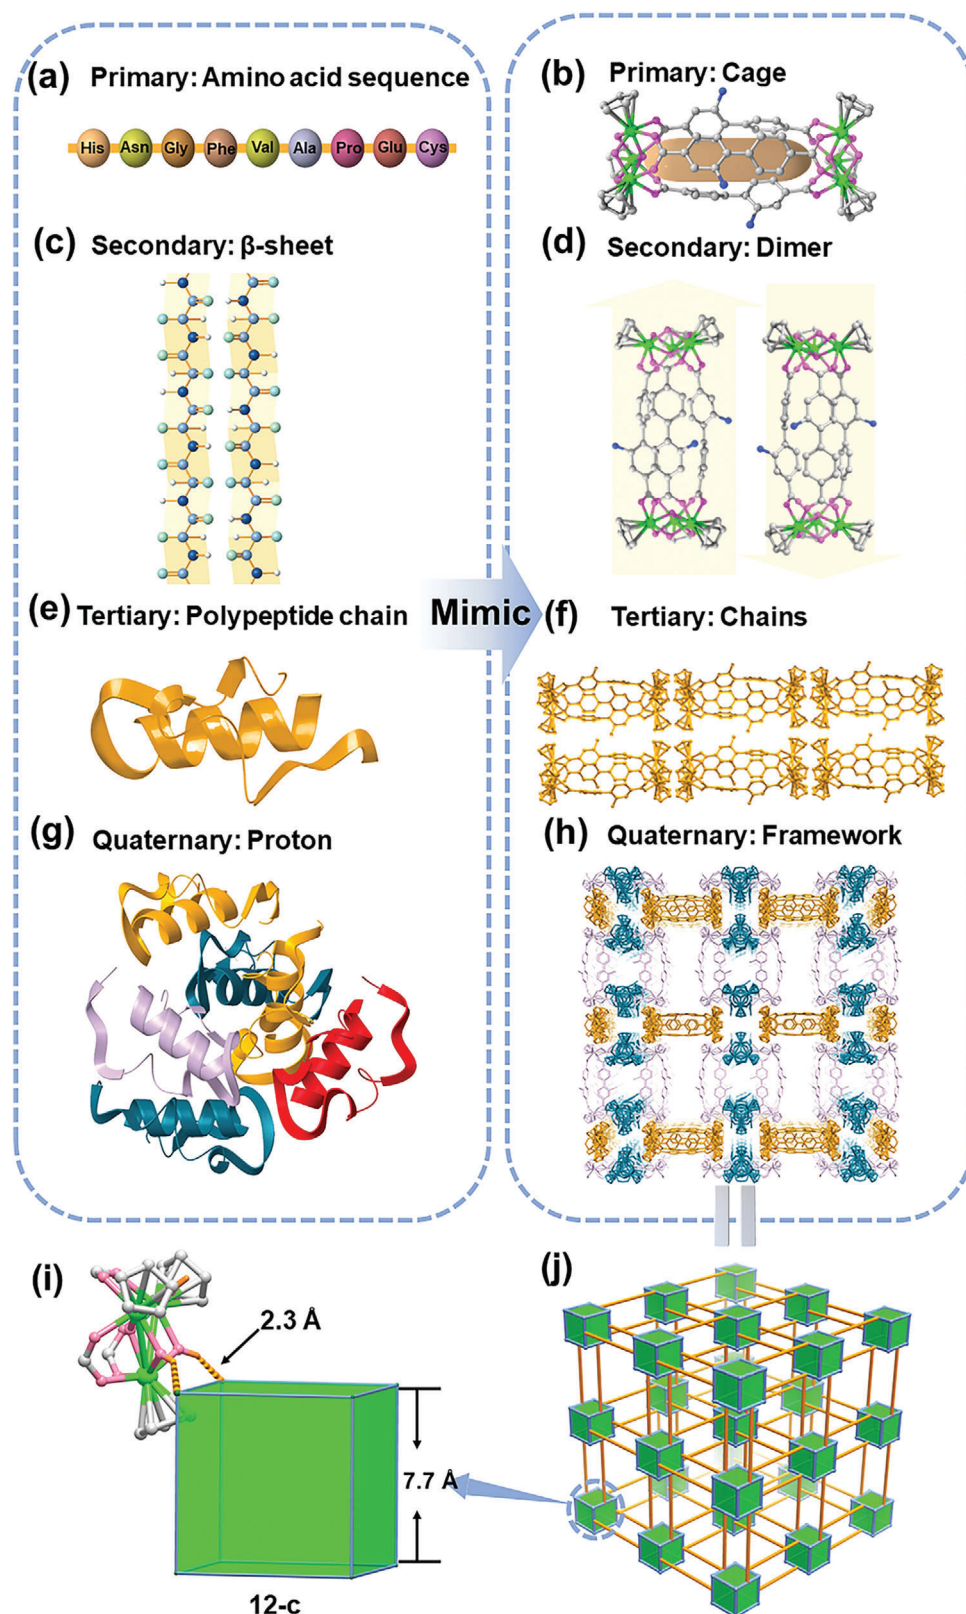 (a) Primary: Amino acid sequence
His Asn Gly Phe Val Ala Pro Glu Cys
(b) Primary: Cage
(c) Secondary: β-sheet
(d) Secondary: Dimer
(e) Tertiary: Polypeptide chain
Mimic
(f) Tertiary: Chains
(g) Quaternary: Proton
(h) Quaternary: Framework
(i)
2.3 Å
7.7 Å
12-c
(j)